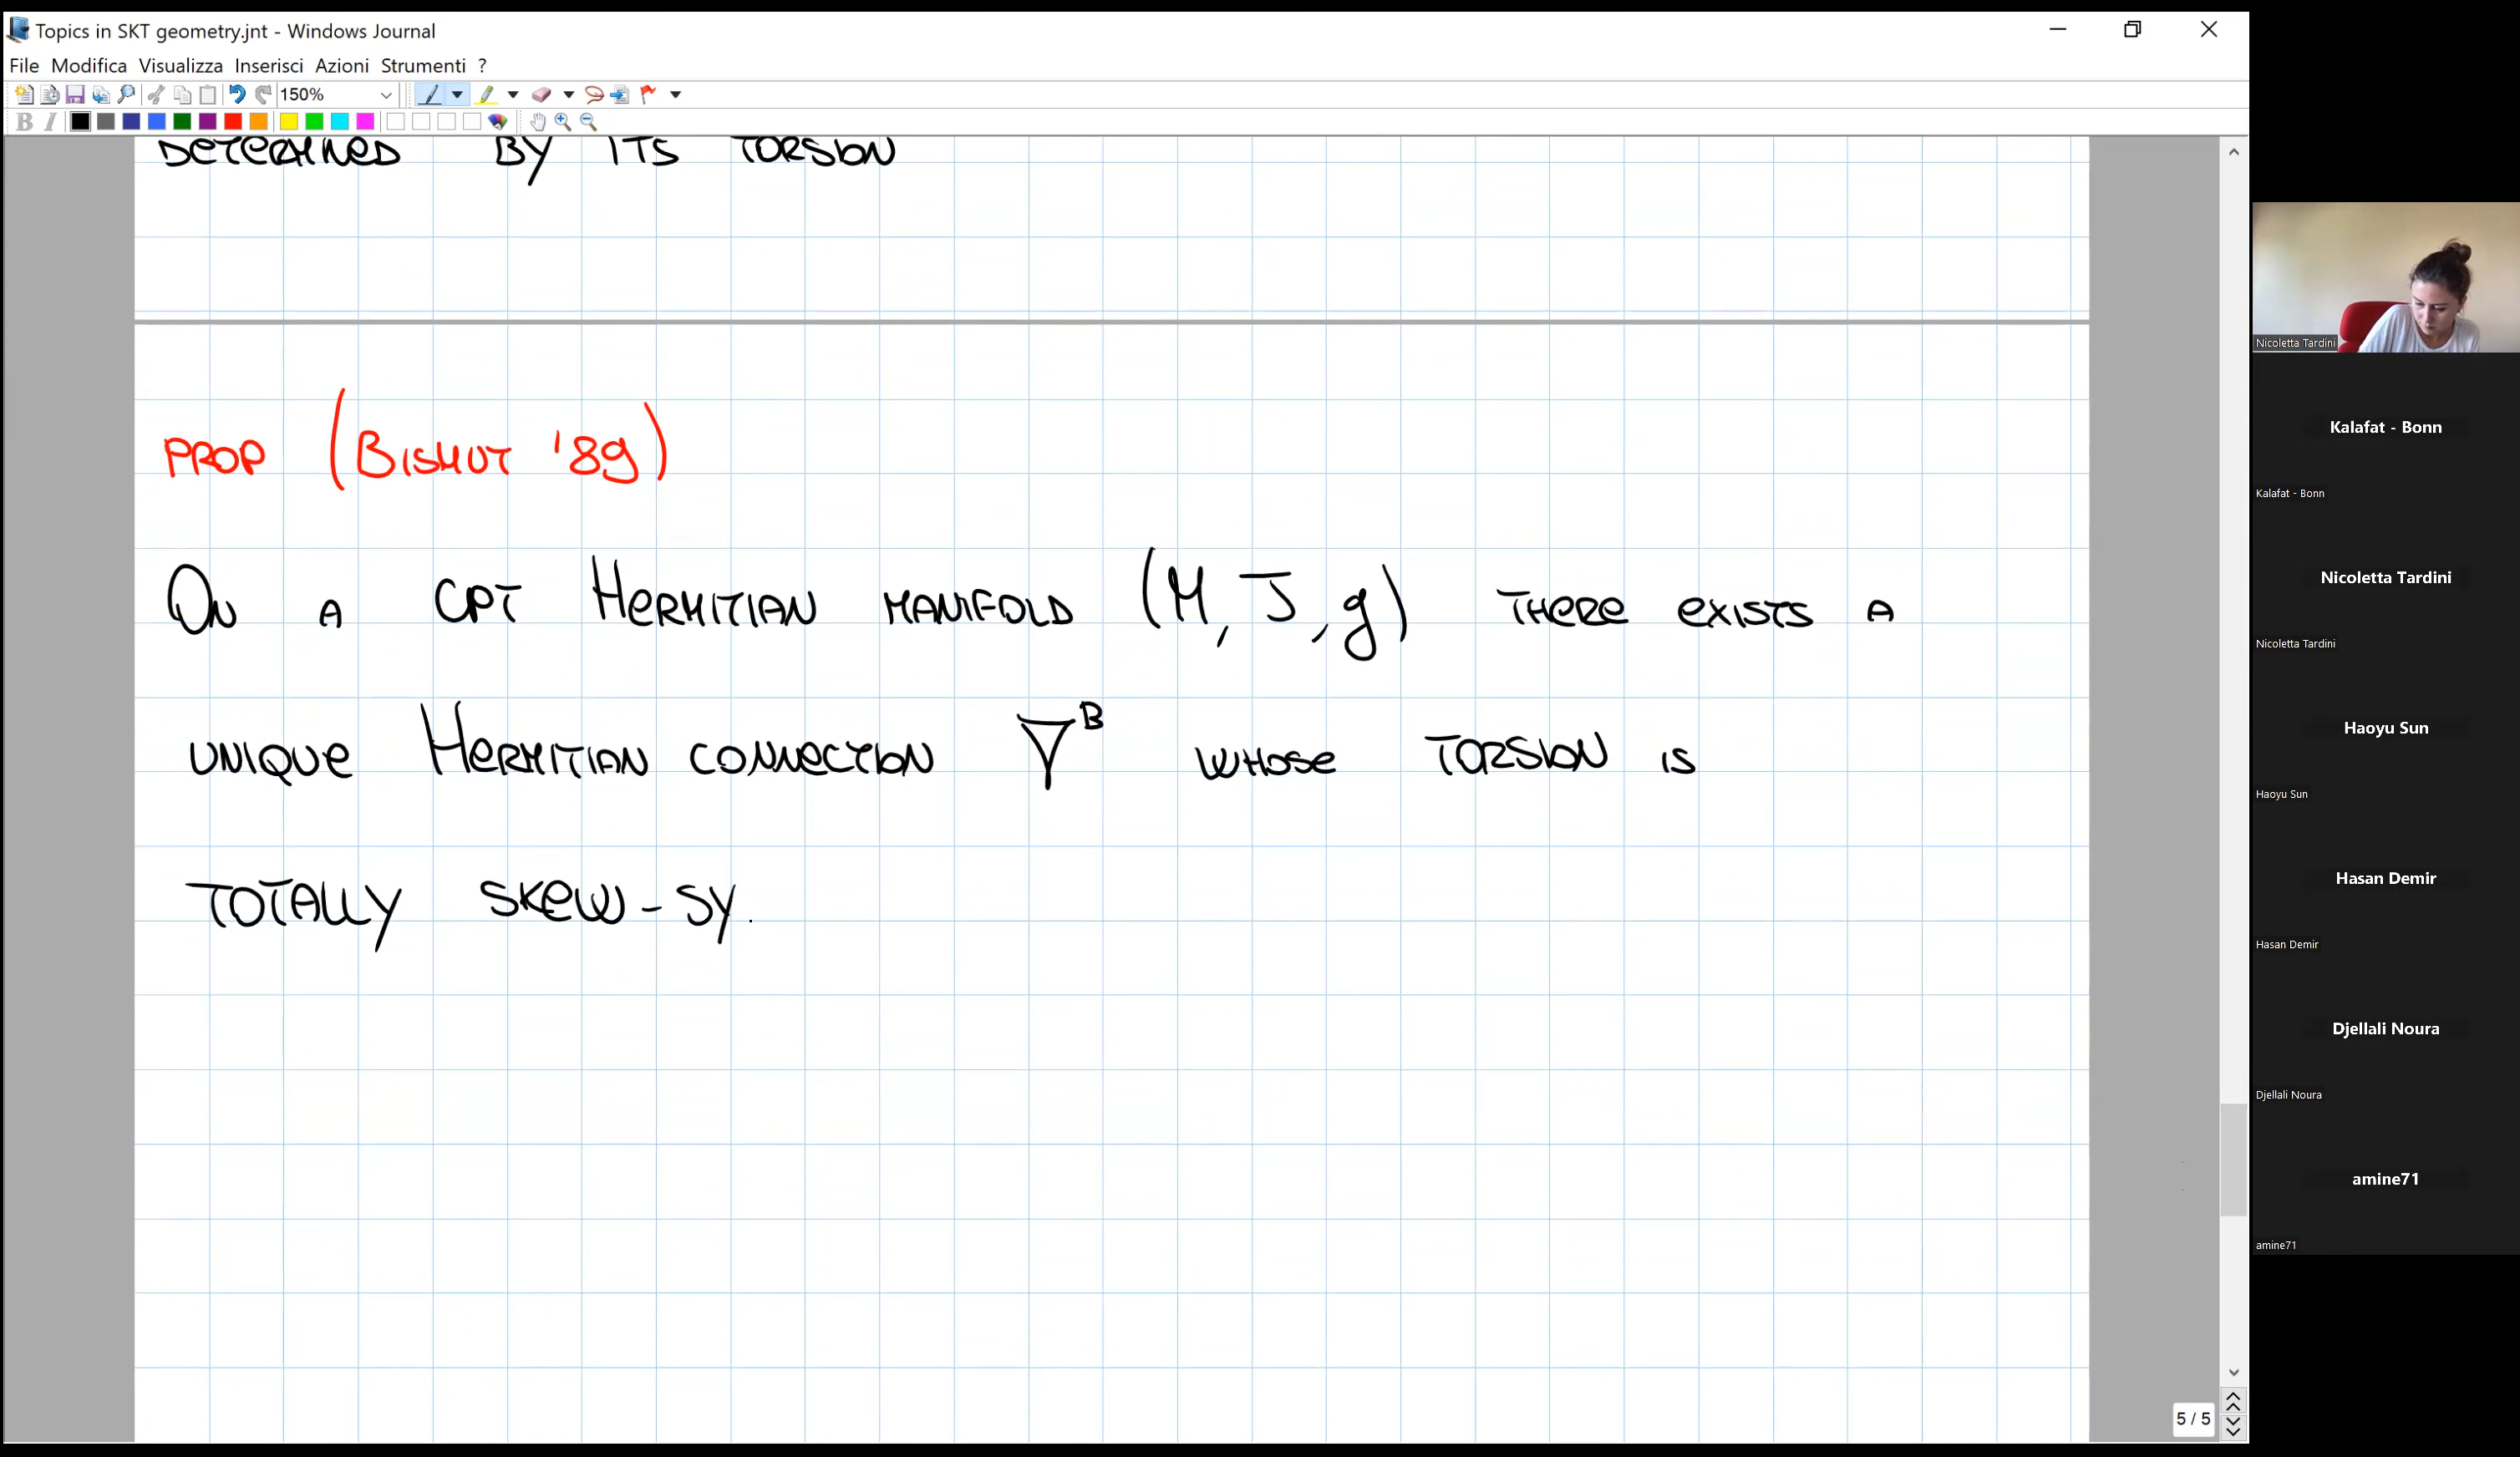 Topics in SKT geometry.jnt - Windows Journal
File Modifica Visualizza Inserisci Azioni Strumenti ?
150%
B I
DETERMINED BY ITS TORSION
PROP (BISMUT '89)
ON A CPT HERMITIAN MANIFOLD (M, J, g) THERE EXISTS A
UNIQUE HERMITIAN CONNECTION ∇^B WHOSE TORSION IS
TOTALLY SKEW-SY.
5 / 5
Nicoletta Tardini
Kalafat - Bonn
Kalafat - Bonn
Nicoletta Tardini
Nicoletta Tardini
Haoyu Sun
Haoyu Sun
Hasan Demir
Hasan Demir
Djellali Noura
Djellali Noura
amine71
amine71